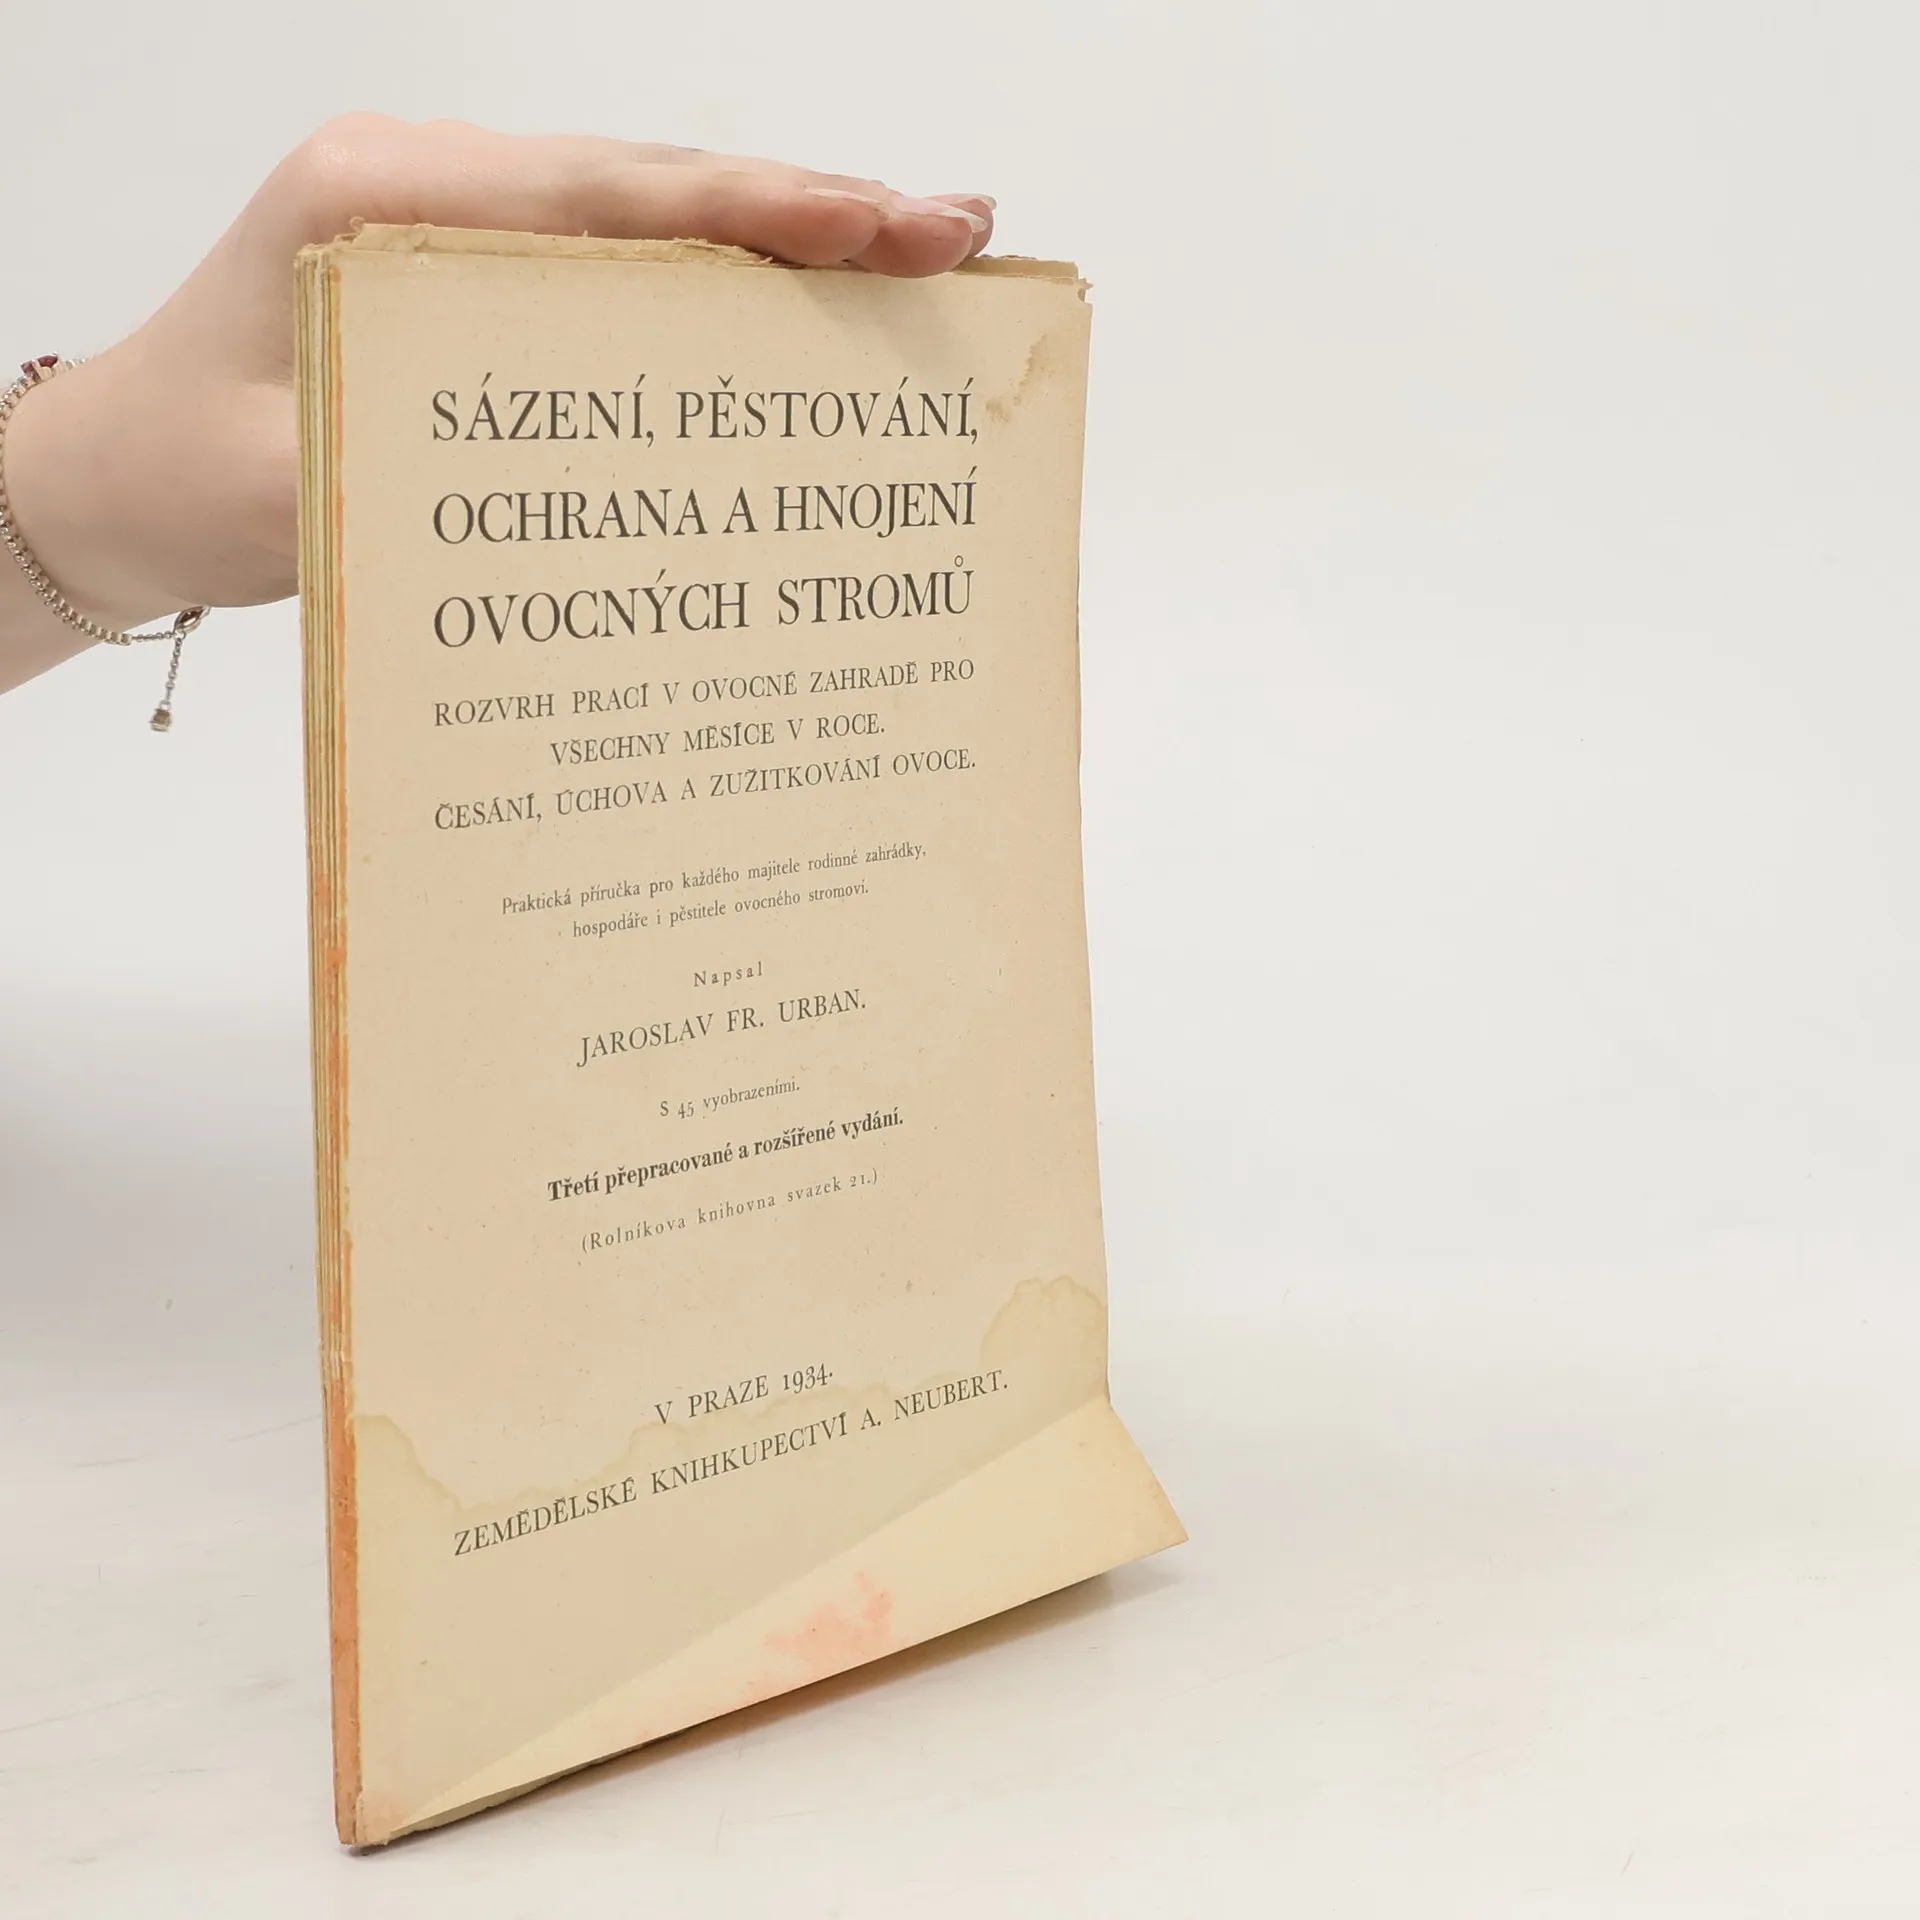 SÁZENÍ, PĚSTOVÁNÍ,
OCHRANA A HNOJENÍ
OVOCNÝCH STROMŮ
ROZVRH PRACÍ V OVOCNÉ ZAHRADĚ PRO
VŠECHNY MĚSÍCE V ROCE.
ČESÁNÍ, ÚCHOVA A ZUŽITKOVÁNÍ OVOCE.
Praktická příručka pro každého majitele rodinné zahrádky,
hospodáře i pěstitele ovocného stromoví.
Napsal
JAROSLAV FR. URBAN.
S 45 vyobrazeními.
Třetí přepracované a rozšířené vydání.
(Rolníkova knihovna svazek 21.)
V PRAZE 1934.
ZEMĚDĚLSKÉ KNIHKUPECTVÍ A. NEUBERT.